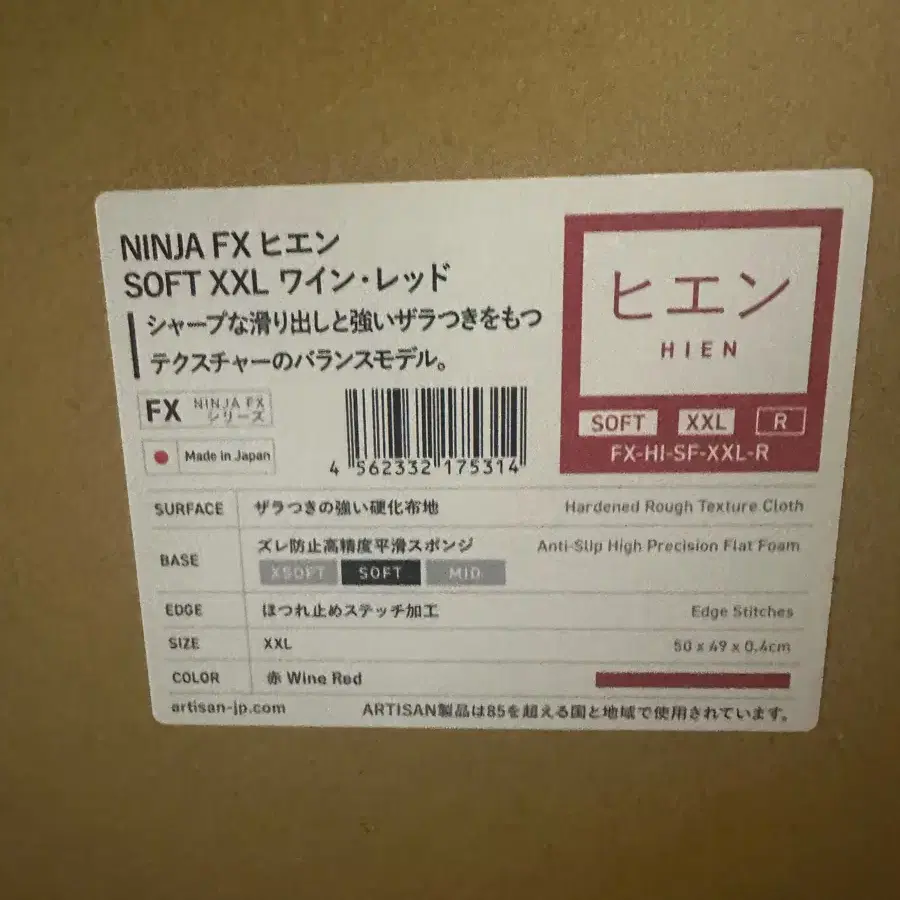 NINJA FX ヒエン
SOFT XXL ワイン・レッド
シャープな滑り出しと強いザラつきをもつ
テクスチャーのバランスモデル。
FX NINJA FX シリーズ
Made in Japan
4 562332 175314
ヒエン
HIEN
SOFT XXL R
FX-HI-SF-XXL-R
SURFACE ザラつきの強い硬化布地 Hardened Rough Texture Cloth
BASE ズレ防止高精度平滑スポンジ Anti-Slip High Precision Flat Foam
XSOFT SOFT MID
EDGE ほつれ止めステッチ加工 Edge Stitches
SIZE XXL 50 x 49 x 0.4cm
COLOR 赤 Wine Red
artisan-jp.com ARTISAN製品は85を超える国と地域で使用されています。